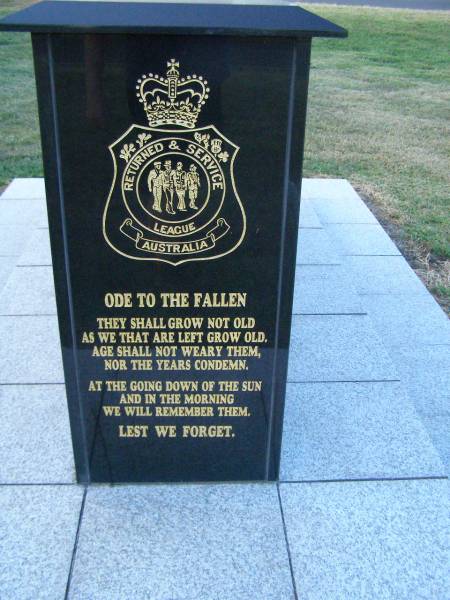 RETURNED & SERVICE
LEAGUE
AUSTRALIA
ODE TO THE FALLEN
THEY SHALL GROW NOT OLD
AS WE THAT ARE LEFT GROW OLD,
AGE SHALL NOT WEARY THEM,
NOR THE YEARS CONDEMN.
AT THE GOING DOWN OF THE SUN
AND IN THE MORNING
WE WILL REMEMBER THEM.
LEST WE FORGET.